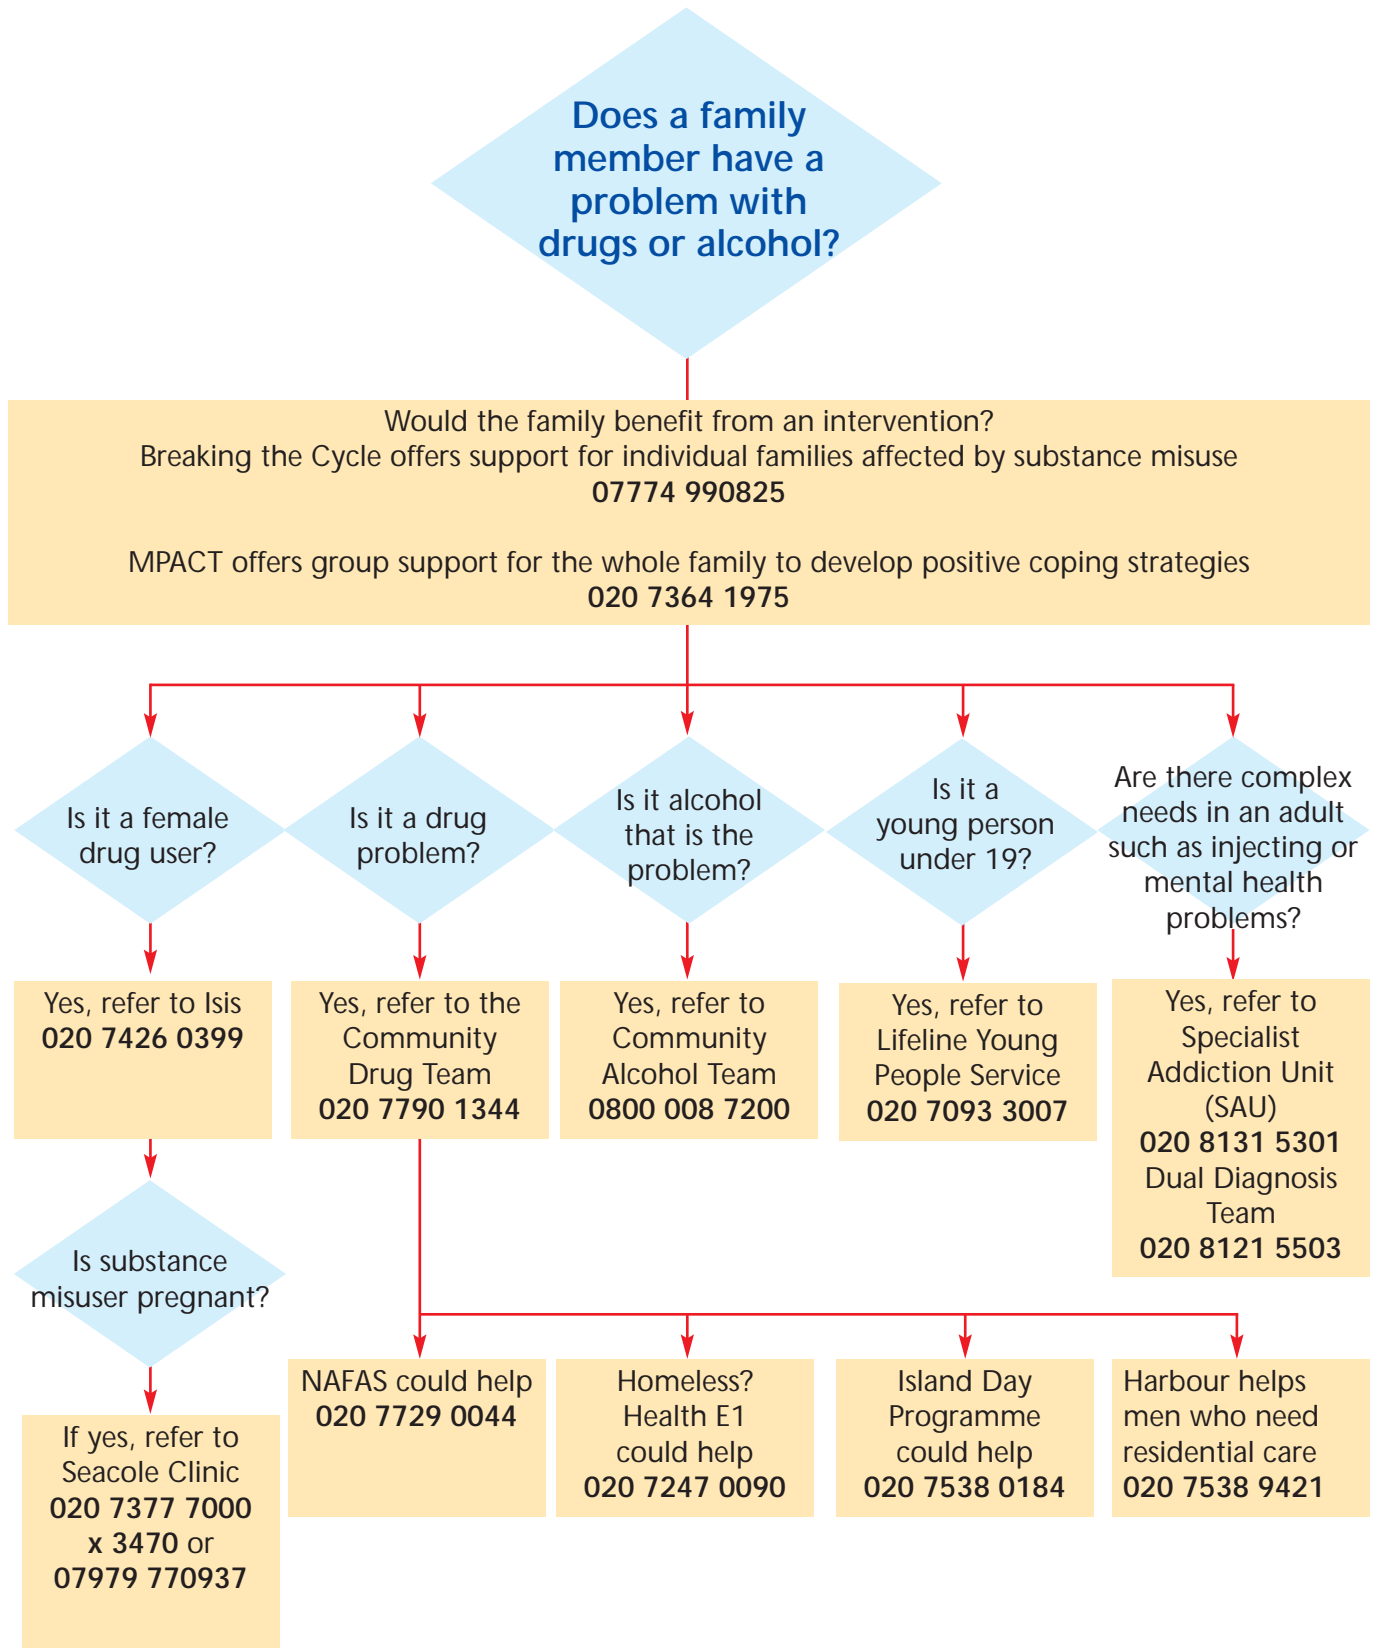 Does a family
member have a
problem with
drugs or alcohol?
Would the family benefit from an intervention?
Breaking the Cycle offers support for individual families affected by substance misuse
07774 990825
MPACT offers group support for the whole family to develop positive coping strategies
020 7364 1975
Is it a female
drug user?
Is it a drug
problem?
Is it alcohol
that is the
problem?
Is it a
young person
under 19?
Are there complex
needs in an adult
such as injecting or
mental health
problems?
Yes, refer to Isis
020 7426 0399
Yes, refer to the
Community
Drug Team
020 7790 1344
Yes, refer to
Community
Alcohol Team
0800 008 7200
Yes, refer to
Lifeline Young
People Service
020 7093 3007
Yes, refer to
Specialist
Addiction Unit
(SAU)
020 8131 5301
Dual Diagnosis
Team
020 8121 5503
Is substance
misuser pregnant?
If yes, refer to
Seacole Clinic
020 7377 7000
x 3470 or
07979 770937
NAFAS could help
020 7729 0044
Homeless?
Health E1
could help
020 7247 0090
Island Day
Programme
could help
020 7538 0184
Harbour helps
men who need
residential care
020 7538 9421